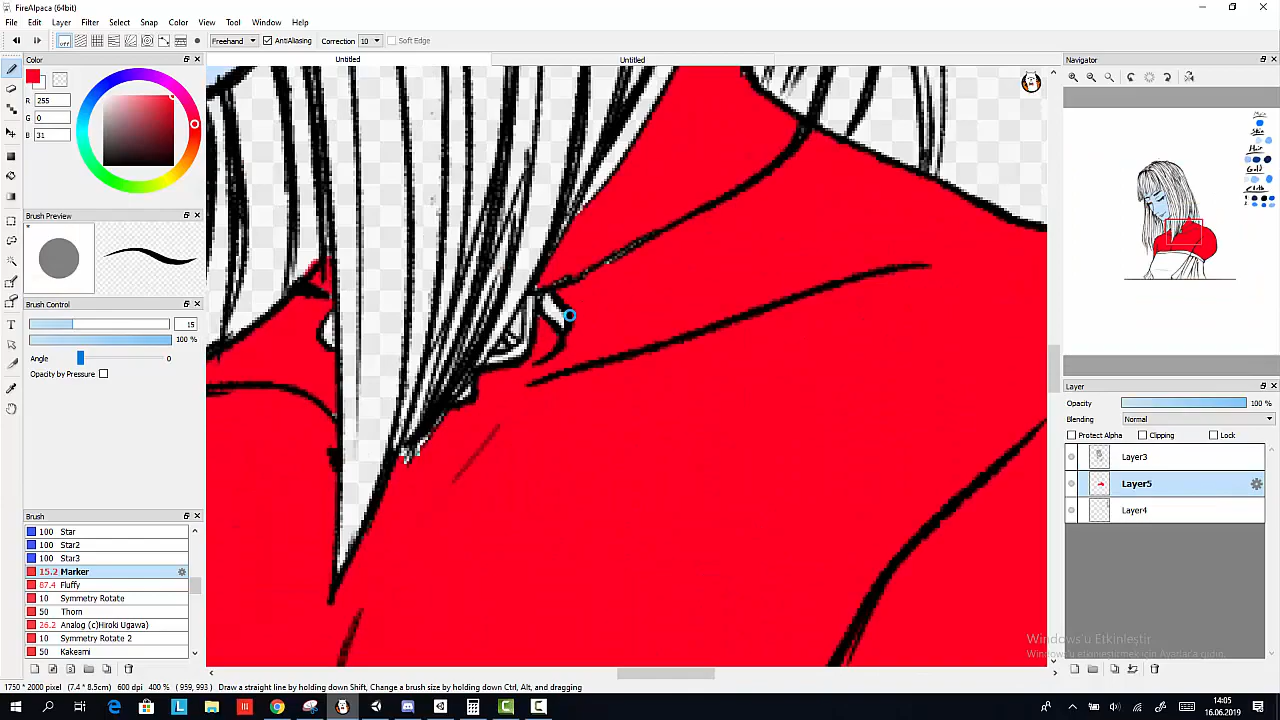 FireAlpaca (64bit)
File Edit Layer Filter Select Snap Color View Tool Window Help
Off Freehand AntiAliasing Correction 10 Soft Edge
Color
Untitled Untitled
Navigator
R 255
G 0
B 31
Brush Preview
Brush Control
15
100 %
Angle 0
Opacity by Pressure
Layer
Opacity 100 %
Blending Normal
Protect Alpha Clipping Lock
Layer3
Layer5
Layer4
Brush
100 Star
100 Star2
100 Star3
15.2 Marker
87.4 Fluffy
10 Symmetry Rotate
50 Thorn
26.2 Analog (c)Hiroki Ugawa)
10 Symmetry Rotate 2
50 Kakeami
Windows'u Etkinleştir
Windows'u etkinleştirmek için Ayarlar'a gidin.
1750 * 2000 pixel (7.4 * 8.5cm) 600 dpi 400 % ( 959, 993 ) Draw a straight line by holding down Shift, Change a brush size by holding down Ctrl, Alt, and dragging
14:05
16.06.2019